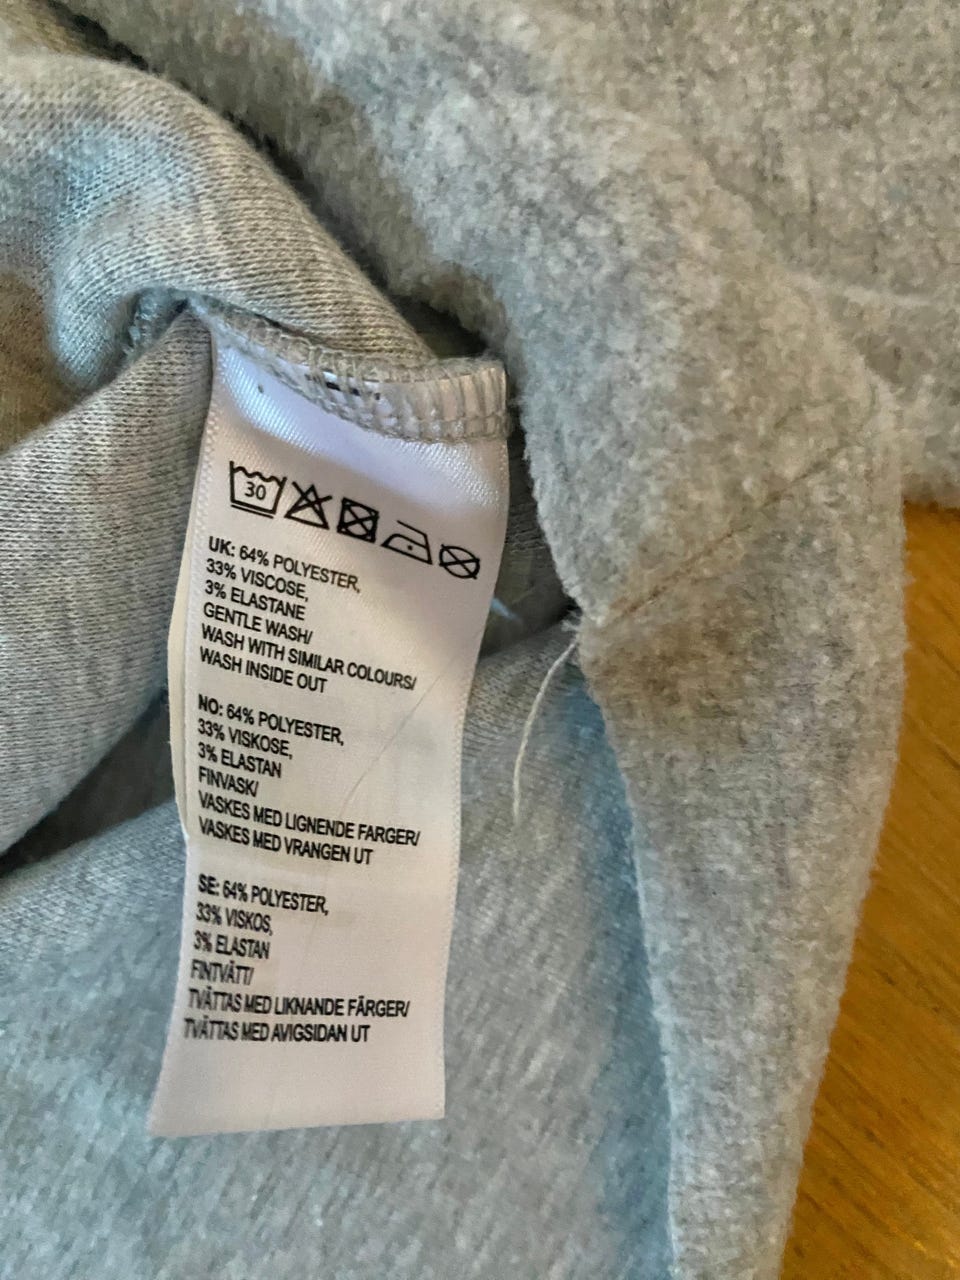 30
UK: 64% POLYESTER,
33% VISCOSE,
3% ELASTANE
GENTLE WASH/
WASH WITH SIMILAR COLOURS/
WASH INSIDE OUT
NO: 64% POLYESTER,
33% VISKOSE,
3% ELASTAN
FINVASK/
VASKES MED LIGNENDE FARGER/
VASKES MED VRANGEN UT
SE: 64% POLYESTER,
33% VISKOS,
3% ELASTAN
FINTVÄTT/
TVÄTTAS MED LIKNANDE FÄRGER/
TVÄTTAS MED AVIGSIDAN UT